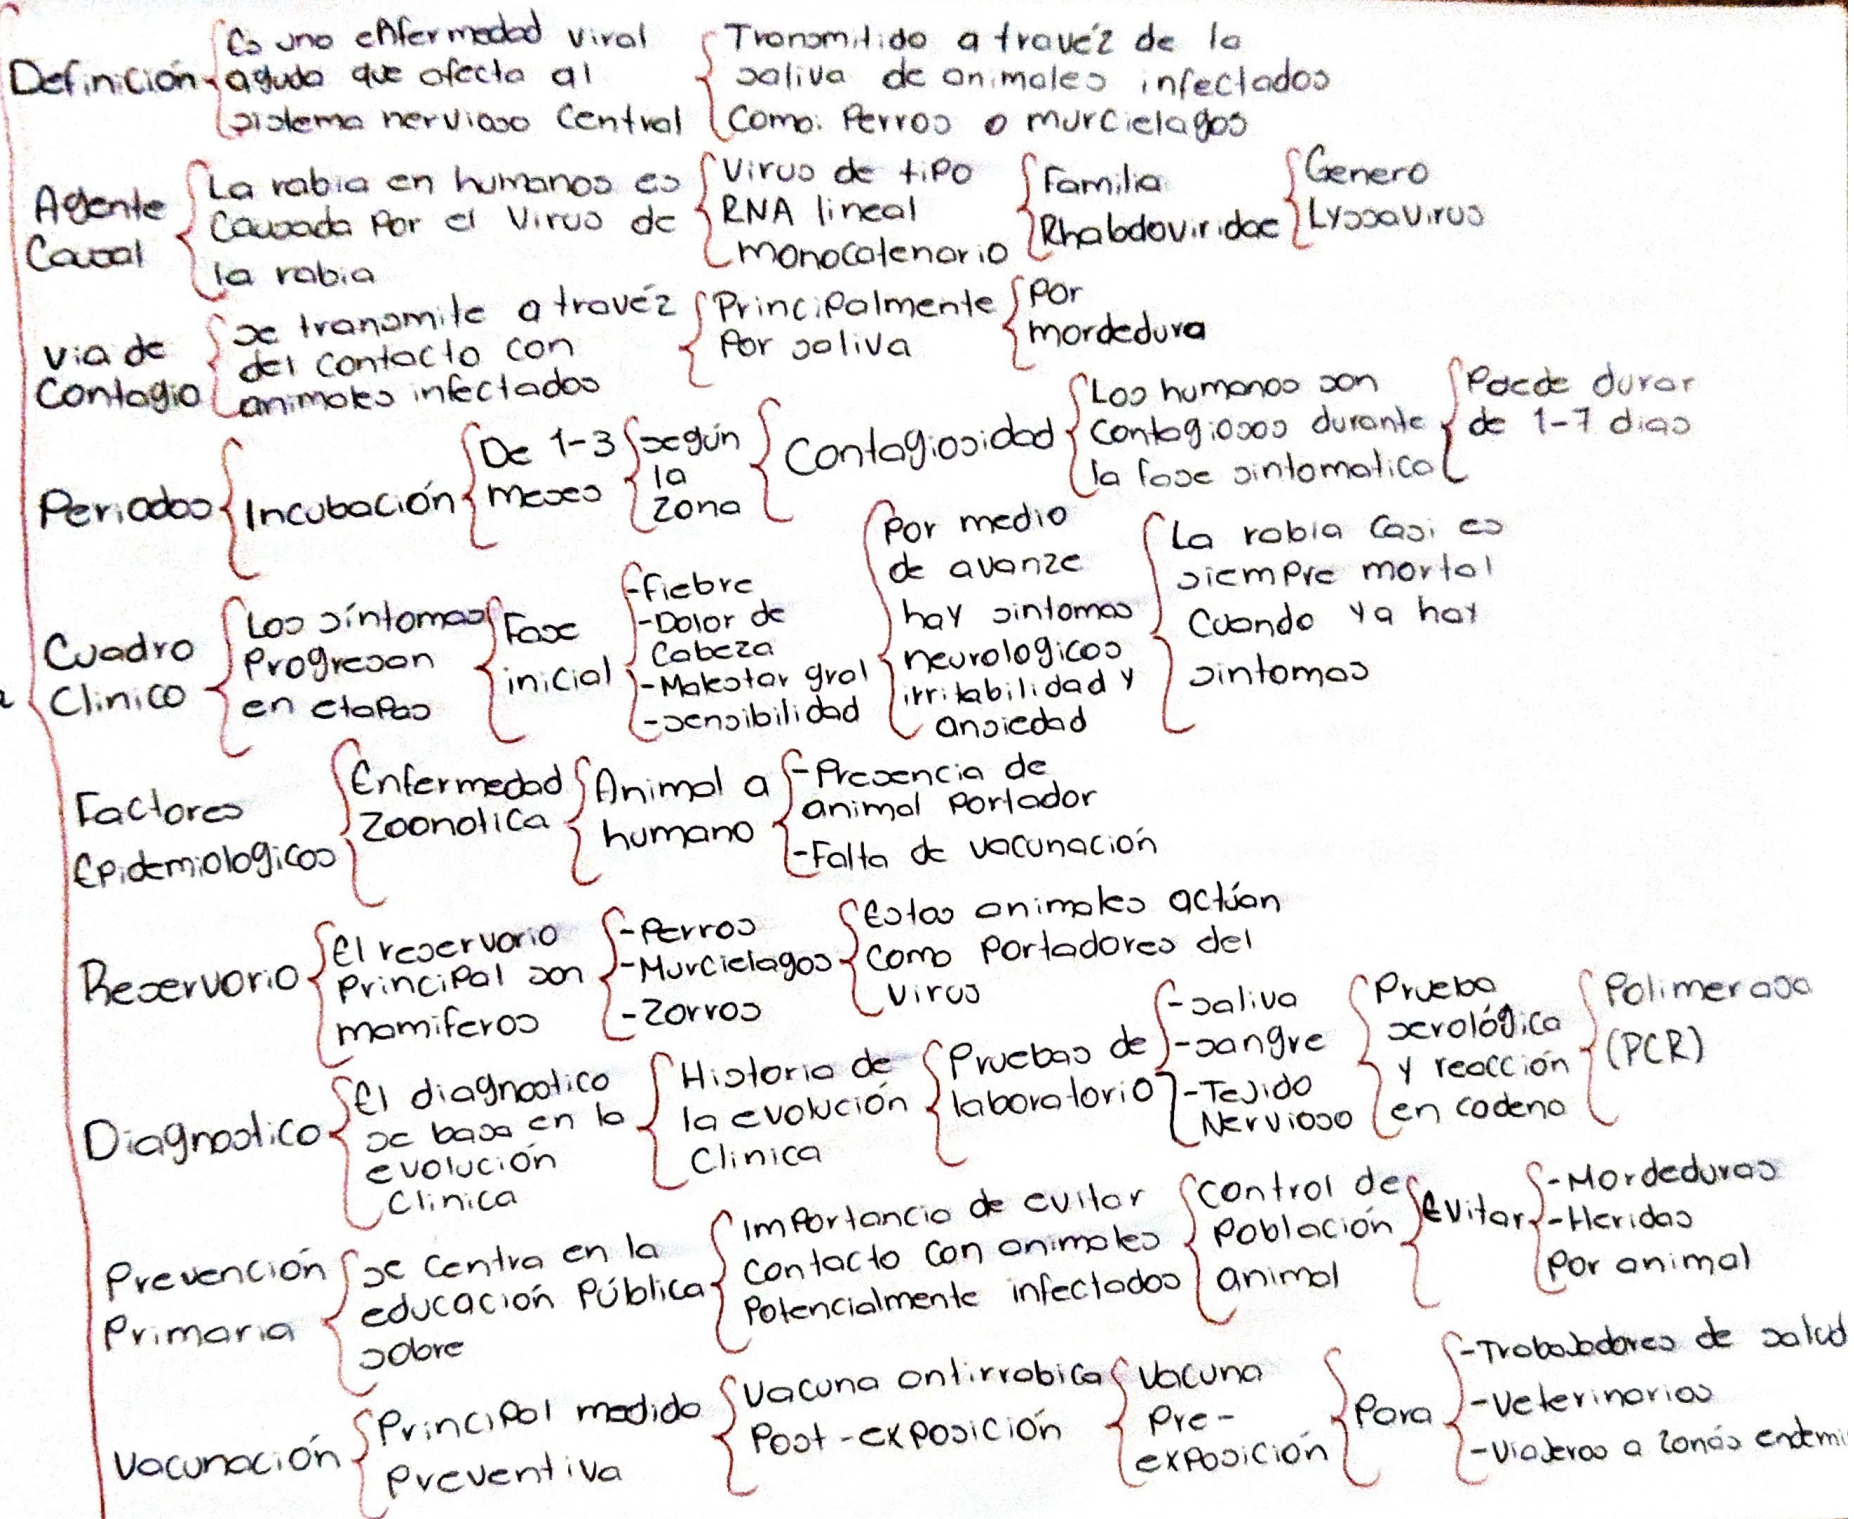 Definición
Es una enfermedad viral
aguda que afecta al
sistema nervioso Central
Transmitido a travéz de la
saliva de animales infectados
Como: Perros o murcielagos
Agente
Causal
La rabia en humanos es
Causada Por el Virus de
la rabia
Virus de tipo
RNA lineal
monocatenario
Familia
Rhabdoviridae
Genero
Lyssavirus
Via de
Contagio
se transmite a travéz
del contacto con
animales infectados
Principalmente
Por saliva
Por
mordedura
Periodos
Incubación
De 1-3
meses
según
la
zona
Contagiosidad
Los humanos son
contagiosos durante
la fase sintomatica
Puede durar
de 1-7 dias
Cuadro
Clinico
Los síntomas
Progresan
en etapas
Fase
inicial
-fiebre
-Dolor de
Cabeza
-Malestar gral
-sensibilidad
Por medio
de avanze
hay sintomas
neurologicos
irritabilidad y
ansiedad
La rabia Casi es
siempre mortal
Cuando ya hay
sintomas
Factores
Epidemiologicos
Enfermedad
Zoonotica
Animal a
humano
-Presencia de
animal Portador
-Falta de vacunación
Reservorio
El reservorio
Principal son
mamiferos
-Perros
-Murcielagos
-Zorros
Estos animales actúan
Como Portadores del
virus
Diagnostico
El diagnostico
se basa en la
evolución
Clinica
Historia de
la evolución
Clinica
Pruebas de
laboratorio
-saliva
-sangre
-Tejido
Nervioso
Prueba
serológica
y reacción
en cadena
Polimerasa
(PCR)
Prevención
Primaria
se centra en la
educación Pública
sobre
Importancia de evitar
Contacto con animales
Potencialmente infectados
Control de
Población
animal
Evitar
-Mordeduras
-Heridas
Por animal
Vacunación
Principal medida
Preventiva
Vacuna antirrabica
Post-exposición
Vacuna
Pre-
exposición
Para
-Trabajadores de salud
-Veterinarios
-Viajeros a zonas endemi